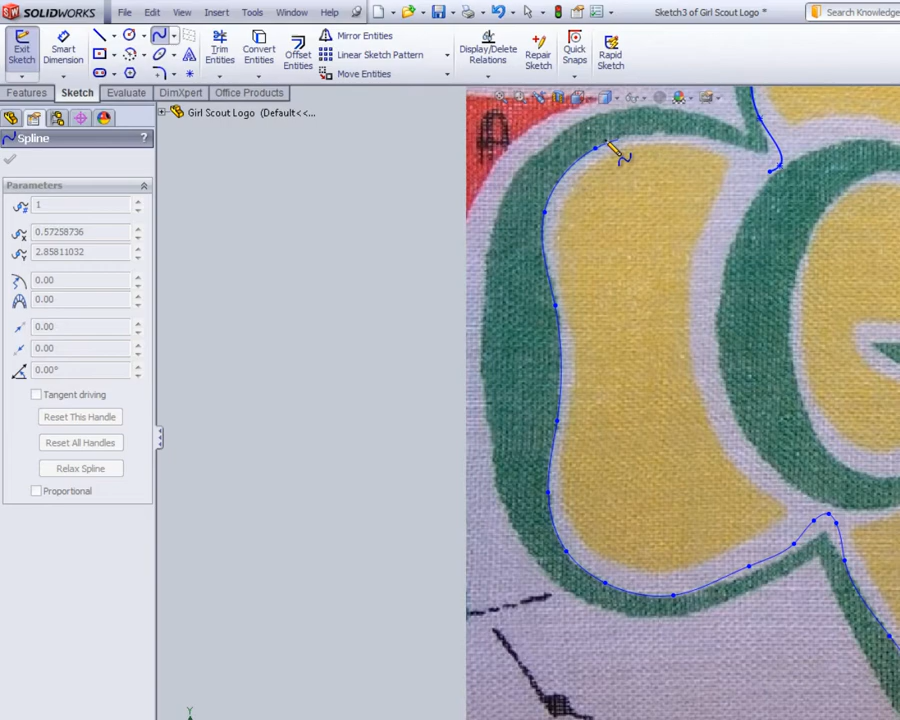 SOLIDWORKS File Edit View Insert Tools Window Help Sketch3 of Girl Scout Logo * Search Knowledge
Exit Sketch Smart Dimension Trim Entities Convert Entities Offset Entities Mirror Entities Linear Sketch Pattern Move Entities Display/Delete Relations Repair Sketch Quick Snaps Rapid Sketch
Features Sketch Evaluate DimXpert Office Products
Girl Scout Logo (Default<<...
Spline ?
Parameters
1
0.57258736
2.85811032
0.00
0.00
0.00
0.00
0.00°
Tangent driving
Reset This Handle
Reset All Handles
Relax Spline
Proportional
A
G
Y